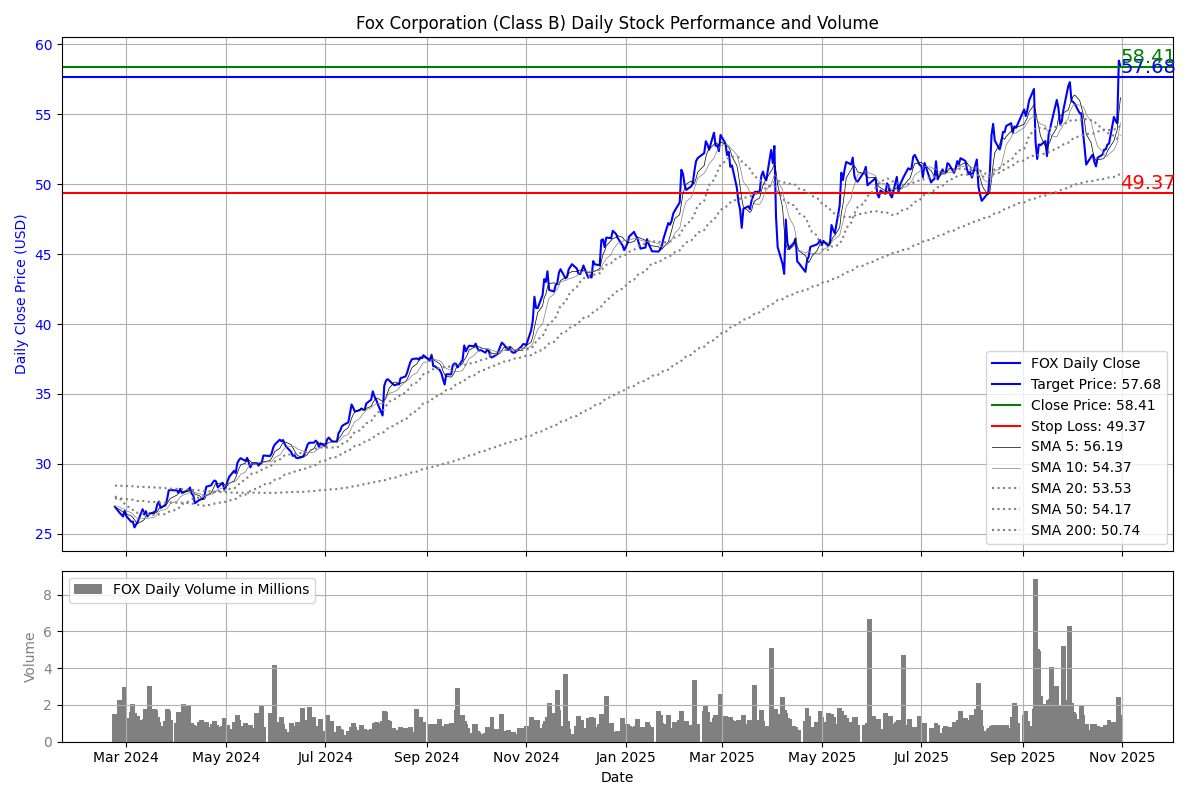 Fox Corporation (Class B) Daily Stock Performance and Volume
60
55
50
45
40
35
30
25
Daily Close Price (USD)
58.41
57.68
49.37
FOX Daily Close
Target Price: 57.68
Close Price: 58.41
Stop Loss: 49.37
SMA 5: 56.19
SMA 10: 54.37
SMA 20: 53.53
SMA 50: 54.17
SMA 200: 50.74
FOX Daily Volume in Millions
8
6
4
2
0
Volume
Mar 2024 May 2024 Jul 2024 Sep 2024 Nov 2024 Jan 2025 Mar 2025 May 2025 Jul 2025 Sep 2025 Nov 2025
Date